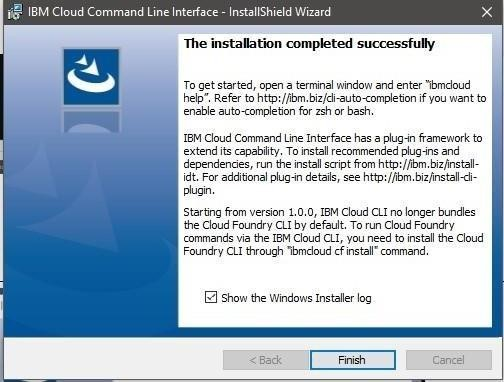 IBM Cloud Command Line Interface - InstallShield Wizard
The installation completed successfully
To get started, open a terminal window and enter "ibmcloud
help". Refer to http://ibm.biz/cli-auto-completion if you want to
enable auto-completion for zsh or bash.
IBM Cloud Command Line Interface has a plug-in framework to
extend its capability. To install recommended plug-ins and
dependencies, run the install script from http://ibm.biz/install-
idt. For additional plug-in details, see http://ibm.biz/install-cli-
plugin.
Starting from version 1.0.0, IBM Cloud CLI no longer bundles
the Cloud Foundry CLI by default. To run Cloud Foundry
commands via the IBM Cloud CLI, you need to install the Cloud
Foundry CLI through "ibmcloud cf install" command.
Show the Windows Installer log
< Back Finish Cancel